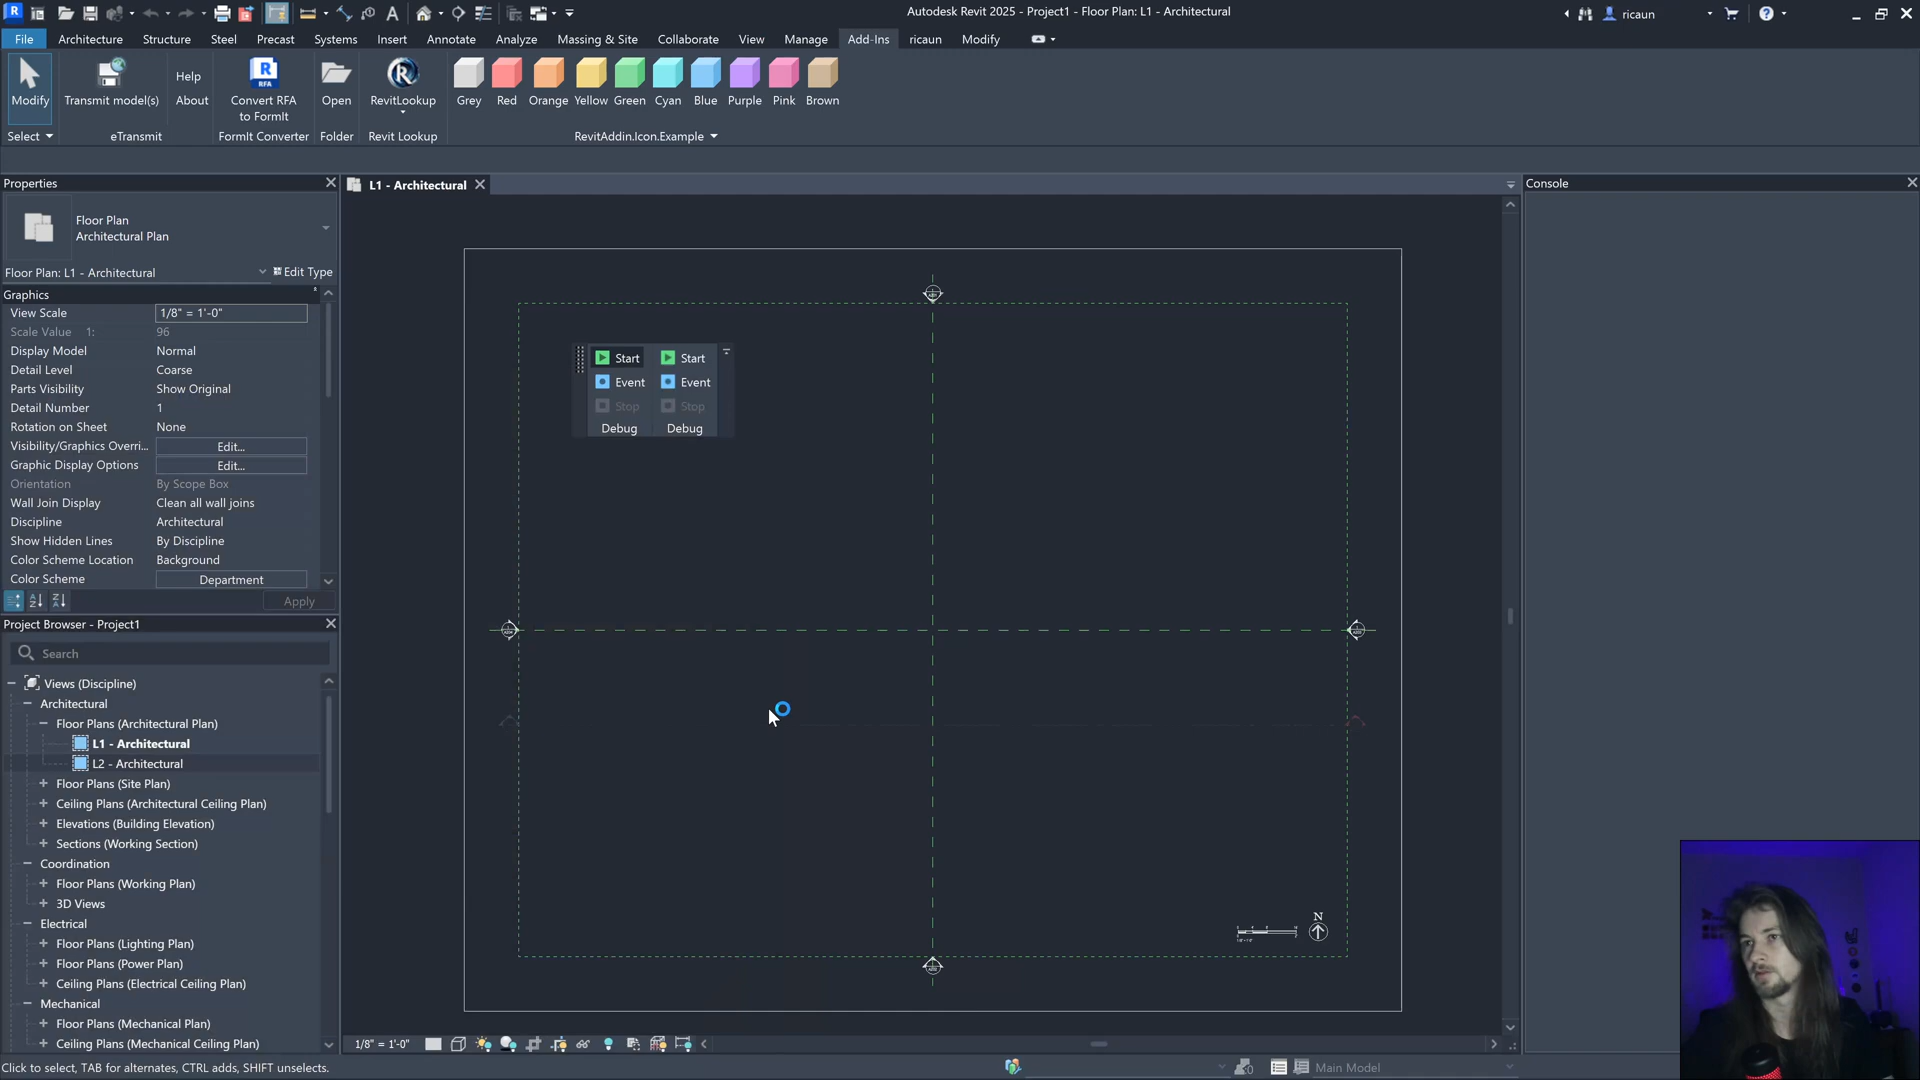 Autodesk Revit 2025 - Project1 - Floor Plan: L1 - Architectural
ricaun
File
Architecture
Structure
Steel
Precast
Systems
Insert
Annotate
Analyze
Massing & Site
Collaborate
View
Manage
Add-Ins
ricaun
Modify
Modify
Transmit model(s)
Help
About
Convert RFA
to FormIt
Open
RevitLookup
Grey
Red
Orange
Yellow
Green
Cyan
Blue
Purple
Pink
Brown
Select
eTransmit
FormIt Converter
Folder
Revit Lookup
RevitAddin.Icon.Example
Properties
L1 - Architectural
Console
Floor Plan
Architectural Plan
Floor Plan: L1 - Architectural
Edit Type
Graphics
View Scale
1/8" = 1'-0"
Scale Value 1:
96
Display Model
Normal
Detail Level
Coarse
Parts Visibility
Show Original
Detail Number
1
Rotation on Sheet
None
Visibility/Graphics Overri...
Edit...
Graphic Display Options
Edit...
Orientation
By Scope Box
Wall Join Display
Clean all wall joins
Discipline
Architectural
Show Hidden Lines
By Discipline
Color Scheme Location
Background
Color Scheme
Department
Apply
Start
Start
Event
Event
Stop
Stop
Debug
Debug
Project Browser - Project1
Search
Views (Discipline)
Architectural
Floor Plans (Architectural Plan)
L1 - Architectural
L2 - Architectural
Floor Plans (Site Plan)
Ceiling Plans (Architectural Ceiling Plan)
Elevations (Building Elevation)
Sections (Working Section)
Coordination
Floor Plans (Working Plan)
3D Views
Electrical
Floor Plans (Lighting Plan)
Floor Plans (Power Plan)
Ceiling Plans (Electrical Ceiling Plan)
Mechanical
Floor Plans (Mechanical Plan)
Ceiling Plans (Mechanical Ceiling Plan)
N
1/8" = 1'-0"
Click to select, TAB for alternates, CTRL adds, SHIFT unselects.
:0
Main Model